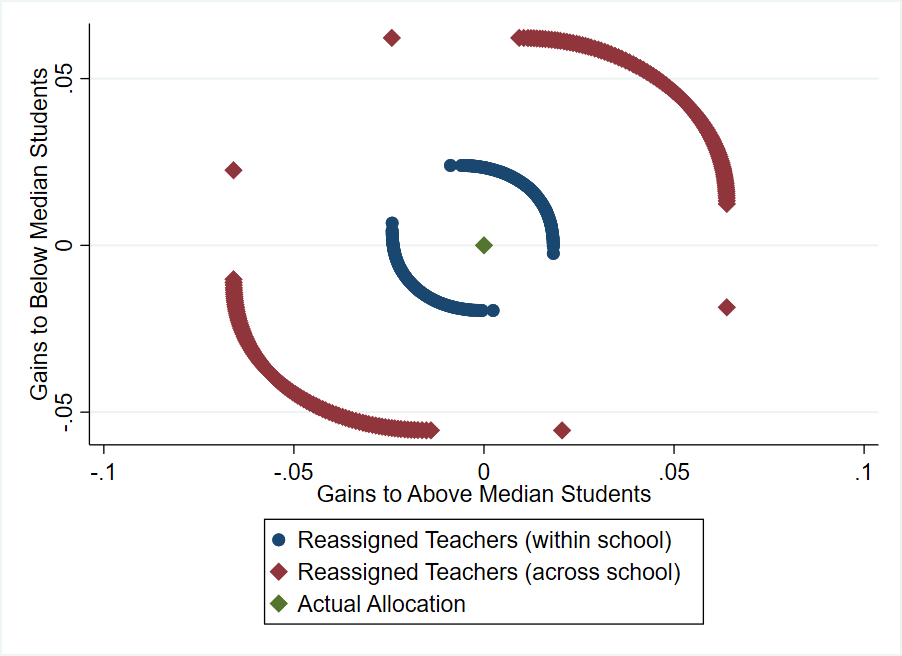 Gains to Below Median Students
.05
0
-.05
-.1
-.05
0
.05
.1
Gains to Above Median Students
Reassigned Teachers (within school)
Reassigned Teachers (across school)
Actual Allocation